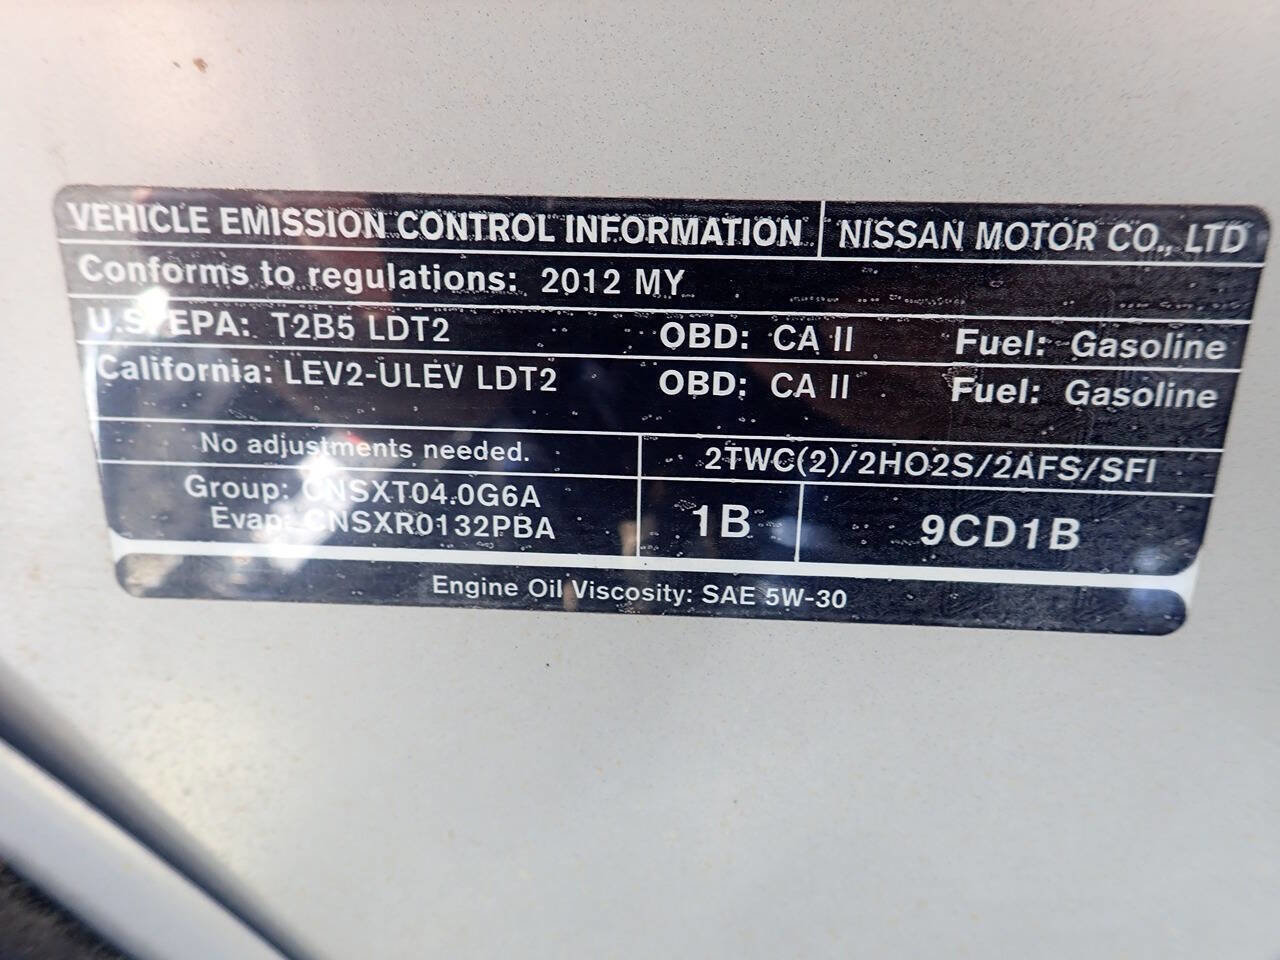 VEHICLE EMISSION CONTROL INFORMATION NISSAN MOTOR CO., LTD
Conforms to regulations: 2012 MY
U.S. EPA: T2B5 LDT2 OBD: CA II Fuel: Gasoline
California: LEV2-ULEV LDT2 OBD: CA II Fuel: Gasoline
No adjustments needed. 2TWC(2)/2HO2S/2AFS/SFI
Group: CNSXT04.0G6A
Evap: CNSXR0132PBA
1B 9CD1B
Engine Oil Viscosity: SAE 5W-30